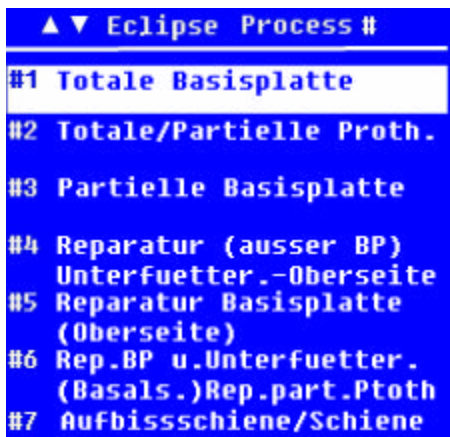 ▲ ▼ Eclipse Process #
#1 Totale Basisplatte
#2 Totale/Partielle Proth.
#3 Partielle Basisplatte
#4 Reparatur (ausser BP)
Unterfuetter.-Oberseite
#5 Reparatur Basisplatte
(Oberseite)
#6 Rep.BP u.Unterfuetter.
(Basals.)Rep.part.Ptoth
#7 Aufbissschiene/Schiene